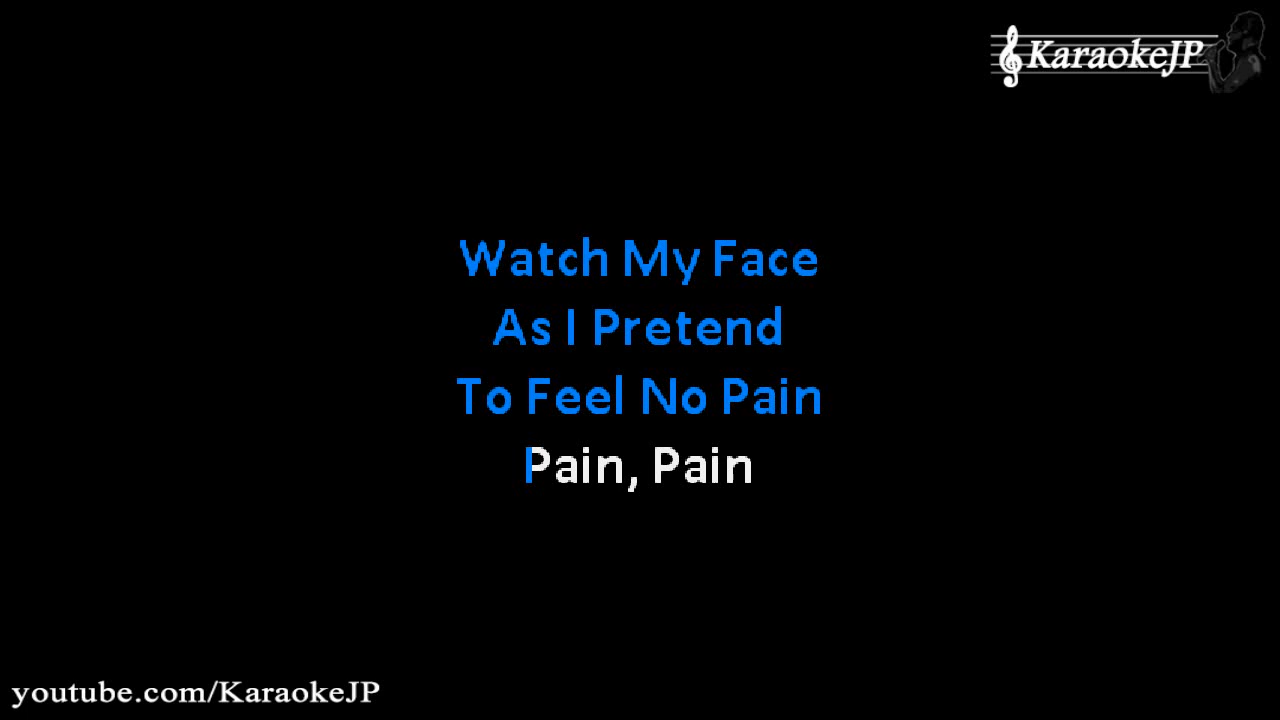 KaraokeJP
Watch My Face
As I Pretend
To Feel No Pain
Pain, Pain
youtube.com/KaraokeJP